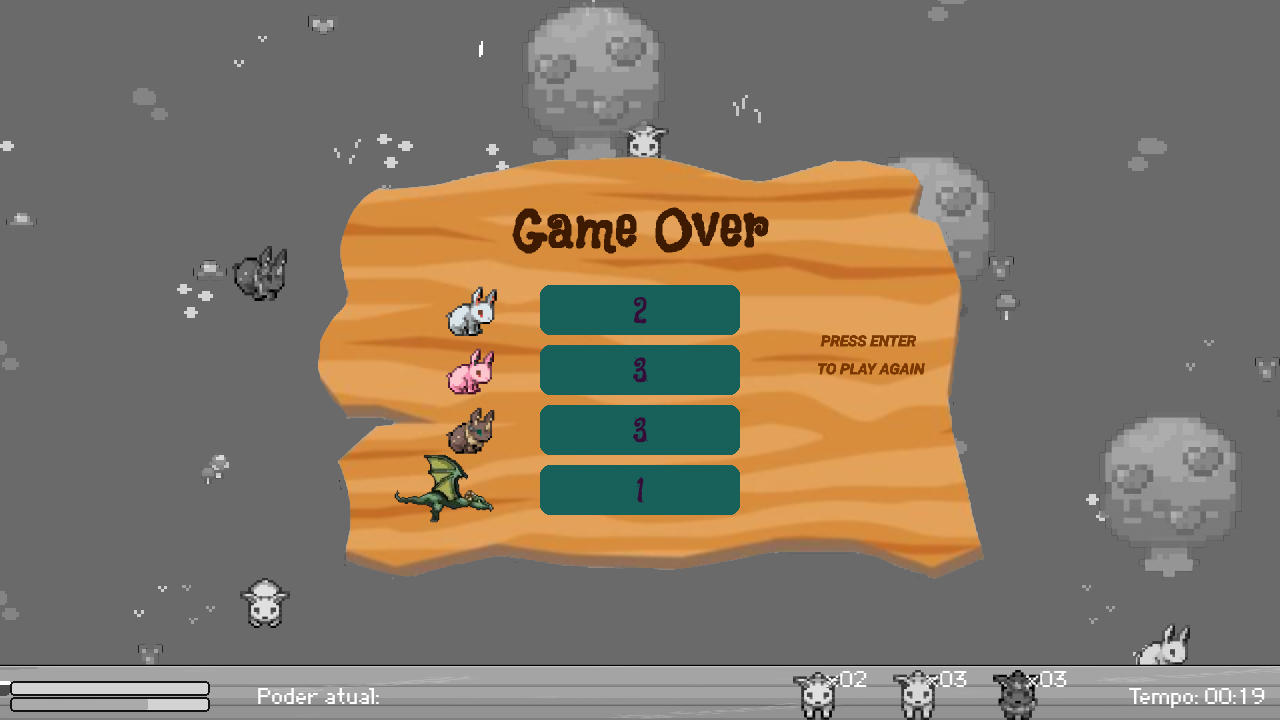 Game Over
2
3
3
1
PRESS ENTER
TO PLAY AGAIN
Poder atual:
x02
x03
x03
Tempo: 00:19